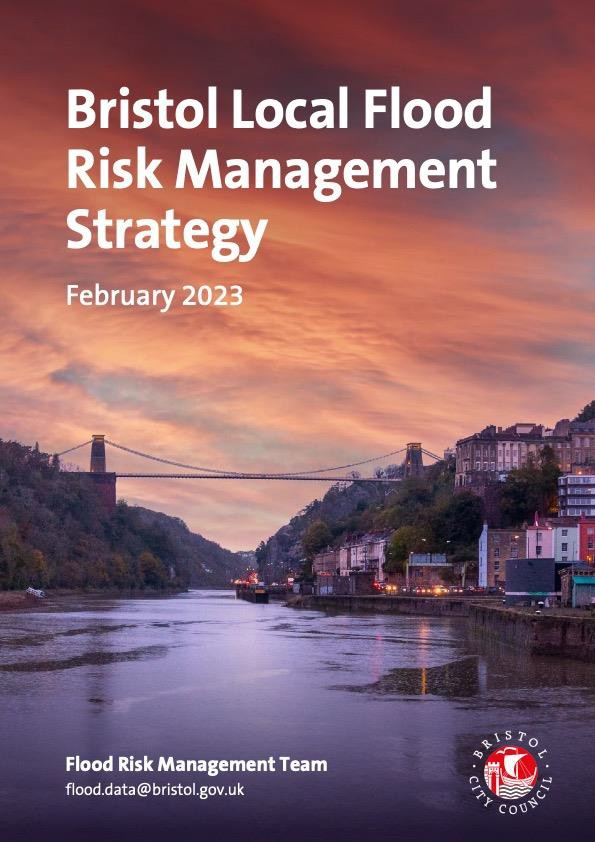 Bristol Local Flood
Risk Management
Strategy
February 2023
Flood Risk Management Team
flood.data@bristol.gov.uk
BRISTOL
CITY COUNCIL